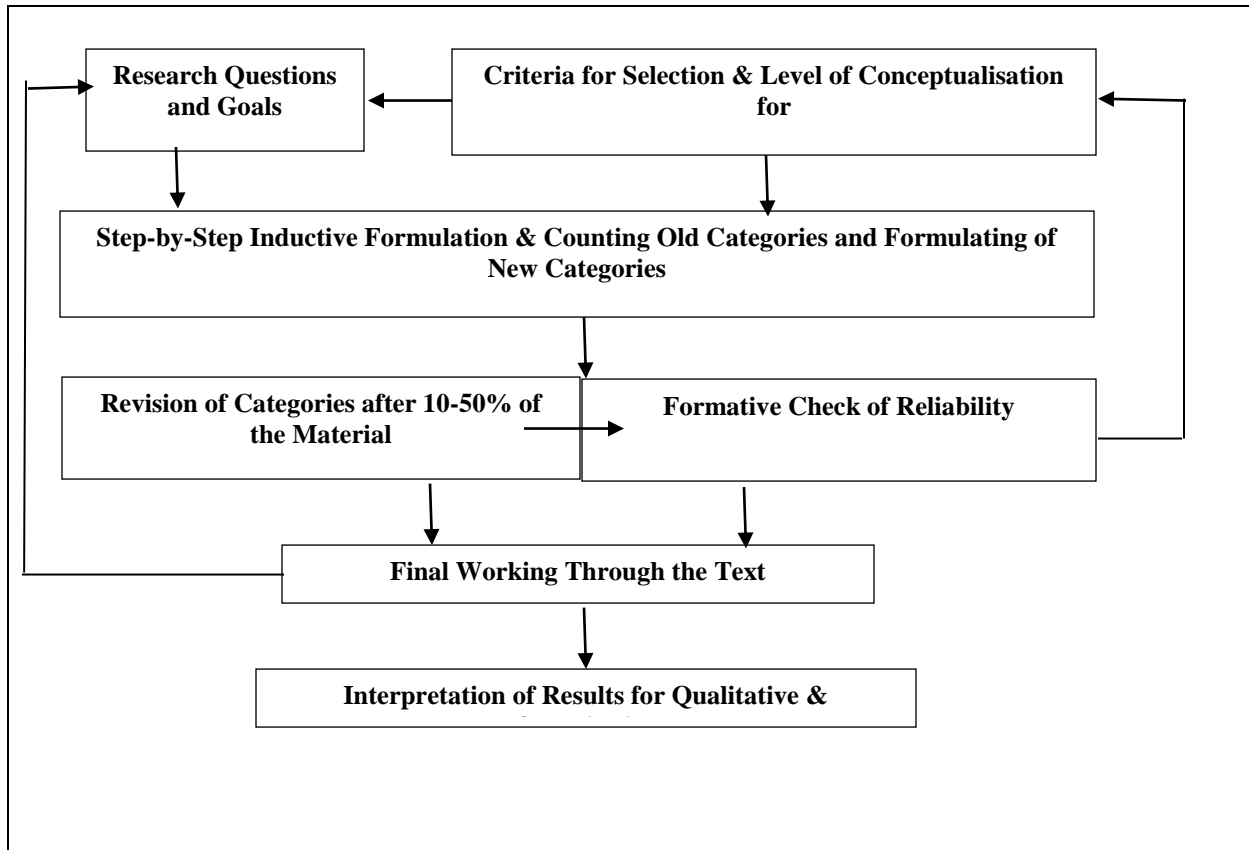 Research Questions
and Goals
Criteria for Selection & Level of Conceptualisation
for
Step-by-Step Inductive Formulation & Counting Old Categories and Formulating of
New Categories
Revision of Categories after 10-50% of
the Material
Formative Check of Reliability
Final Working Through the Text
Interpretation of Results for Qualitative &